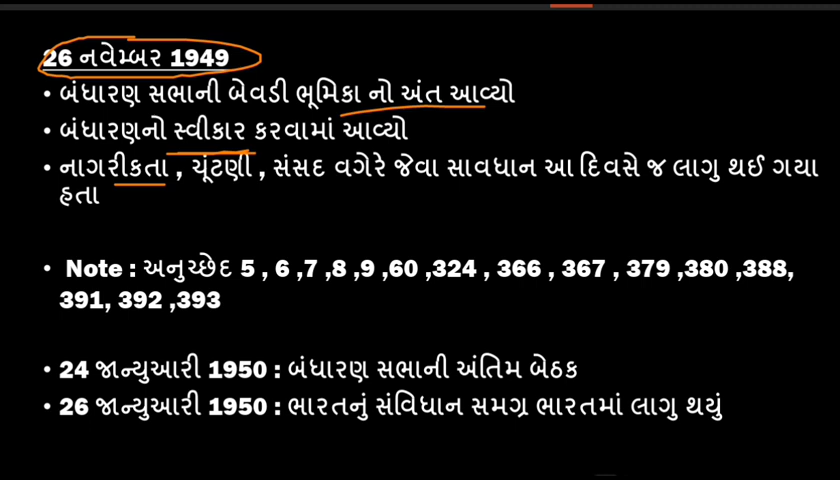 26 નવેમ્બર 1949
• બંધારણ સભાની બેવડી ભૂમિકા નો અંત આવ્યો
• બંધારણનો સ્વીકાર કરવામાં આવ્યો
• નાગરીકતા , ચૂંટણી , સંસદ વગેરે જેવા સાવધાન આ દિવસે જ લાગુ થઈ ગયા
હતા
• Note : અનુચ્છેદ 5 , 6 ,7 ,8 ,9 ,60 ,324 , 366 , 367 , 379 ,380 ,388,
391, 392 ,393
• 24 જાન્યુઆરી 1950 : બંધારણ સભાની અંતિમ બેઠક
• 26 જાન્યુઆરી 1950 : ભારતનું સંવિધાન સમગ્ર ભારતમાં લાગુ થયું